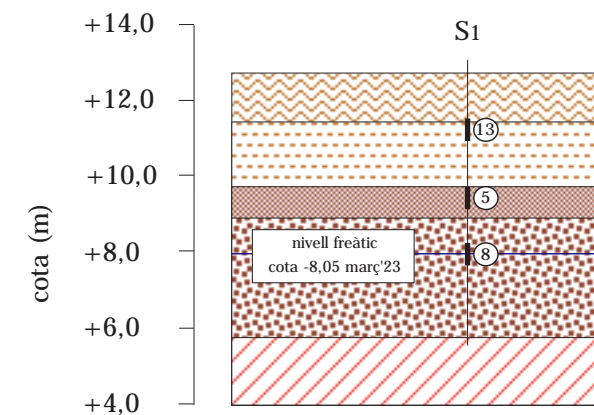 +14,0
S1
+12,0
13
+10,0
5
cota (m)
+8,0
nivell freàtic
cota -8,05 març'23
8
+6,0
+4,0